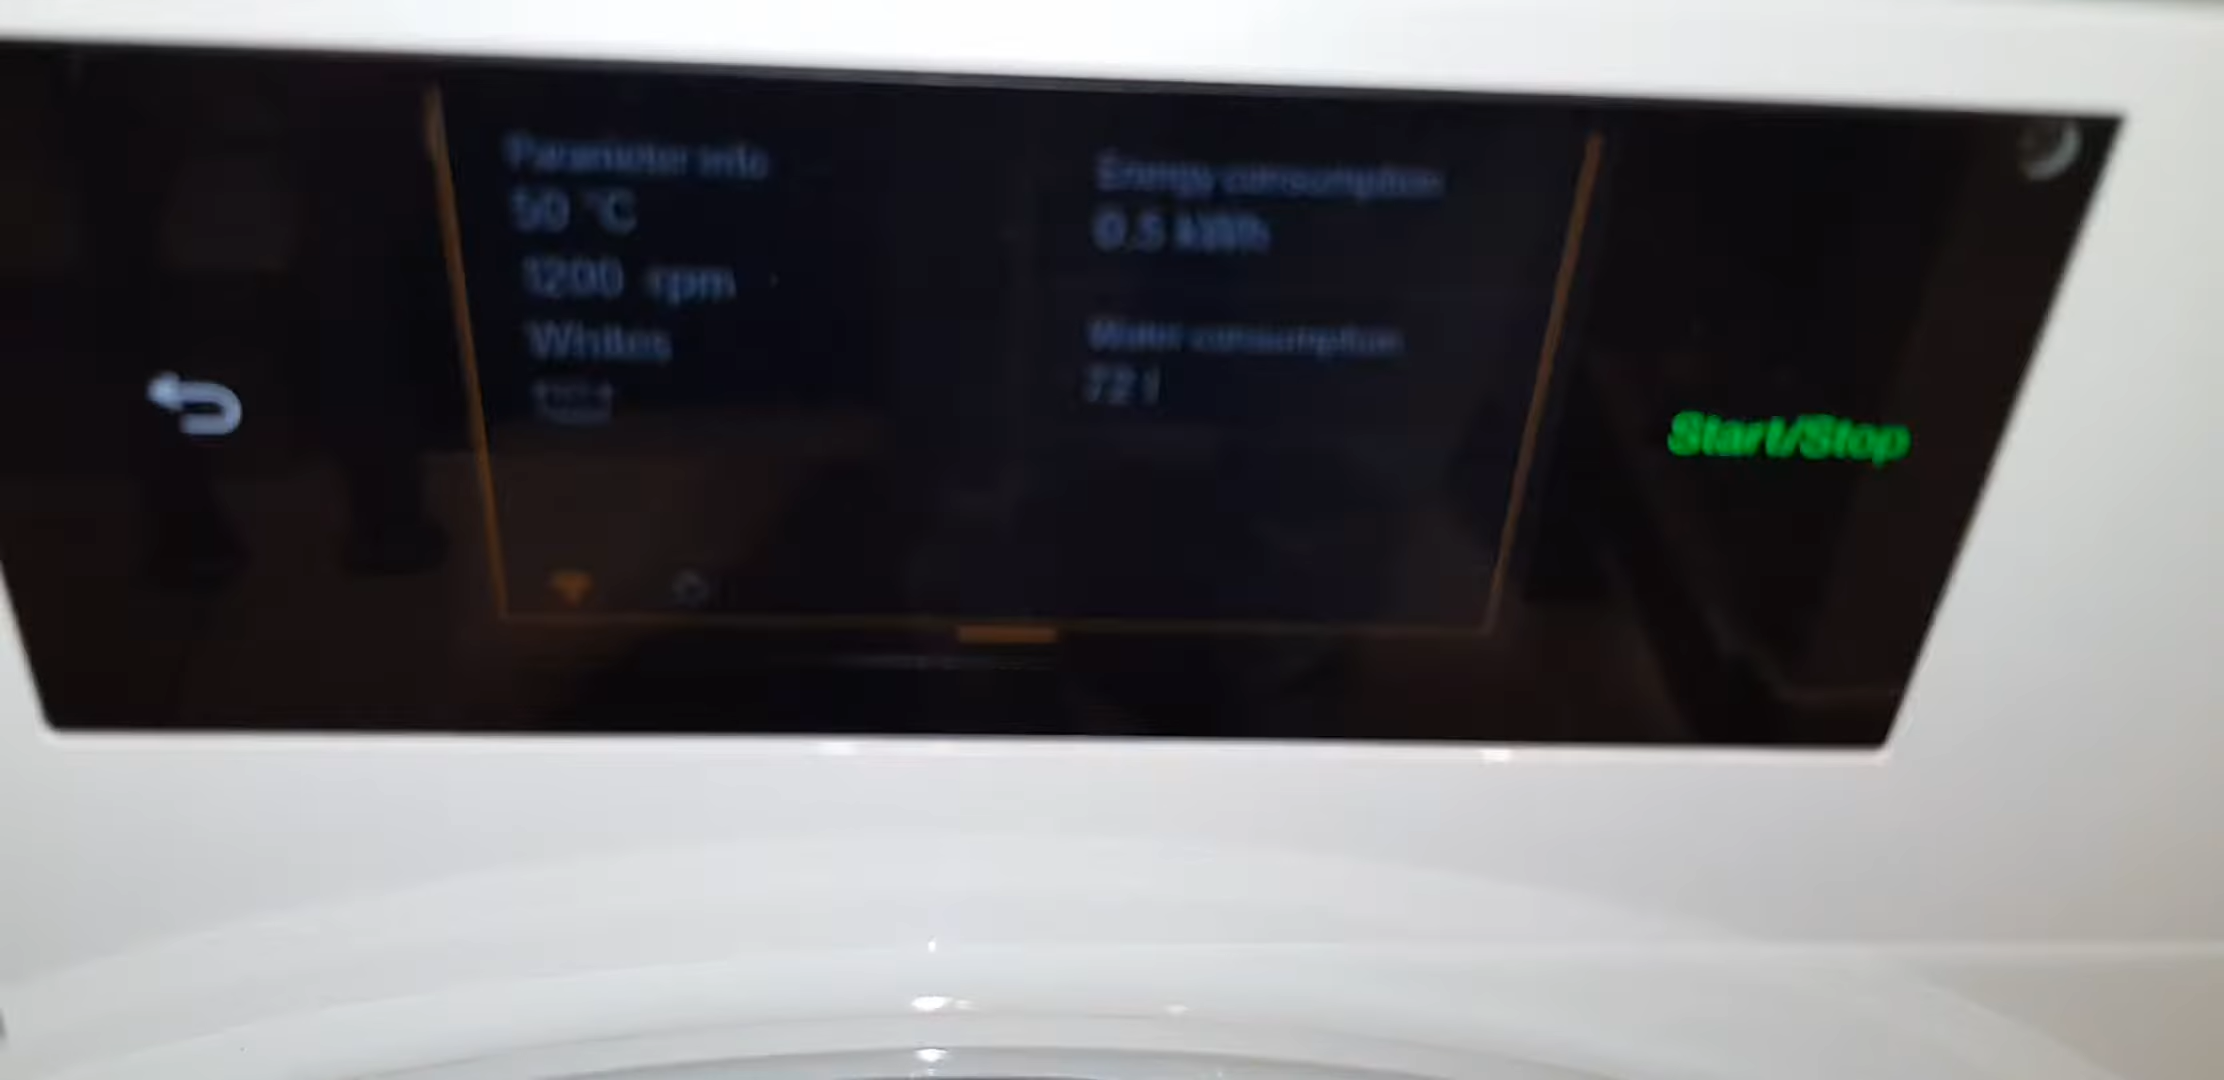 Parameter info
50 °C
1200 rpm
Whites
Energy consumption
0.5 kWh
Water consumption
72 l
Start/Stop